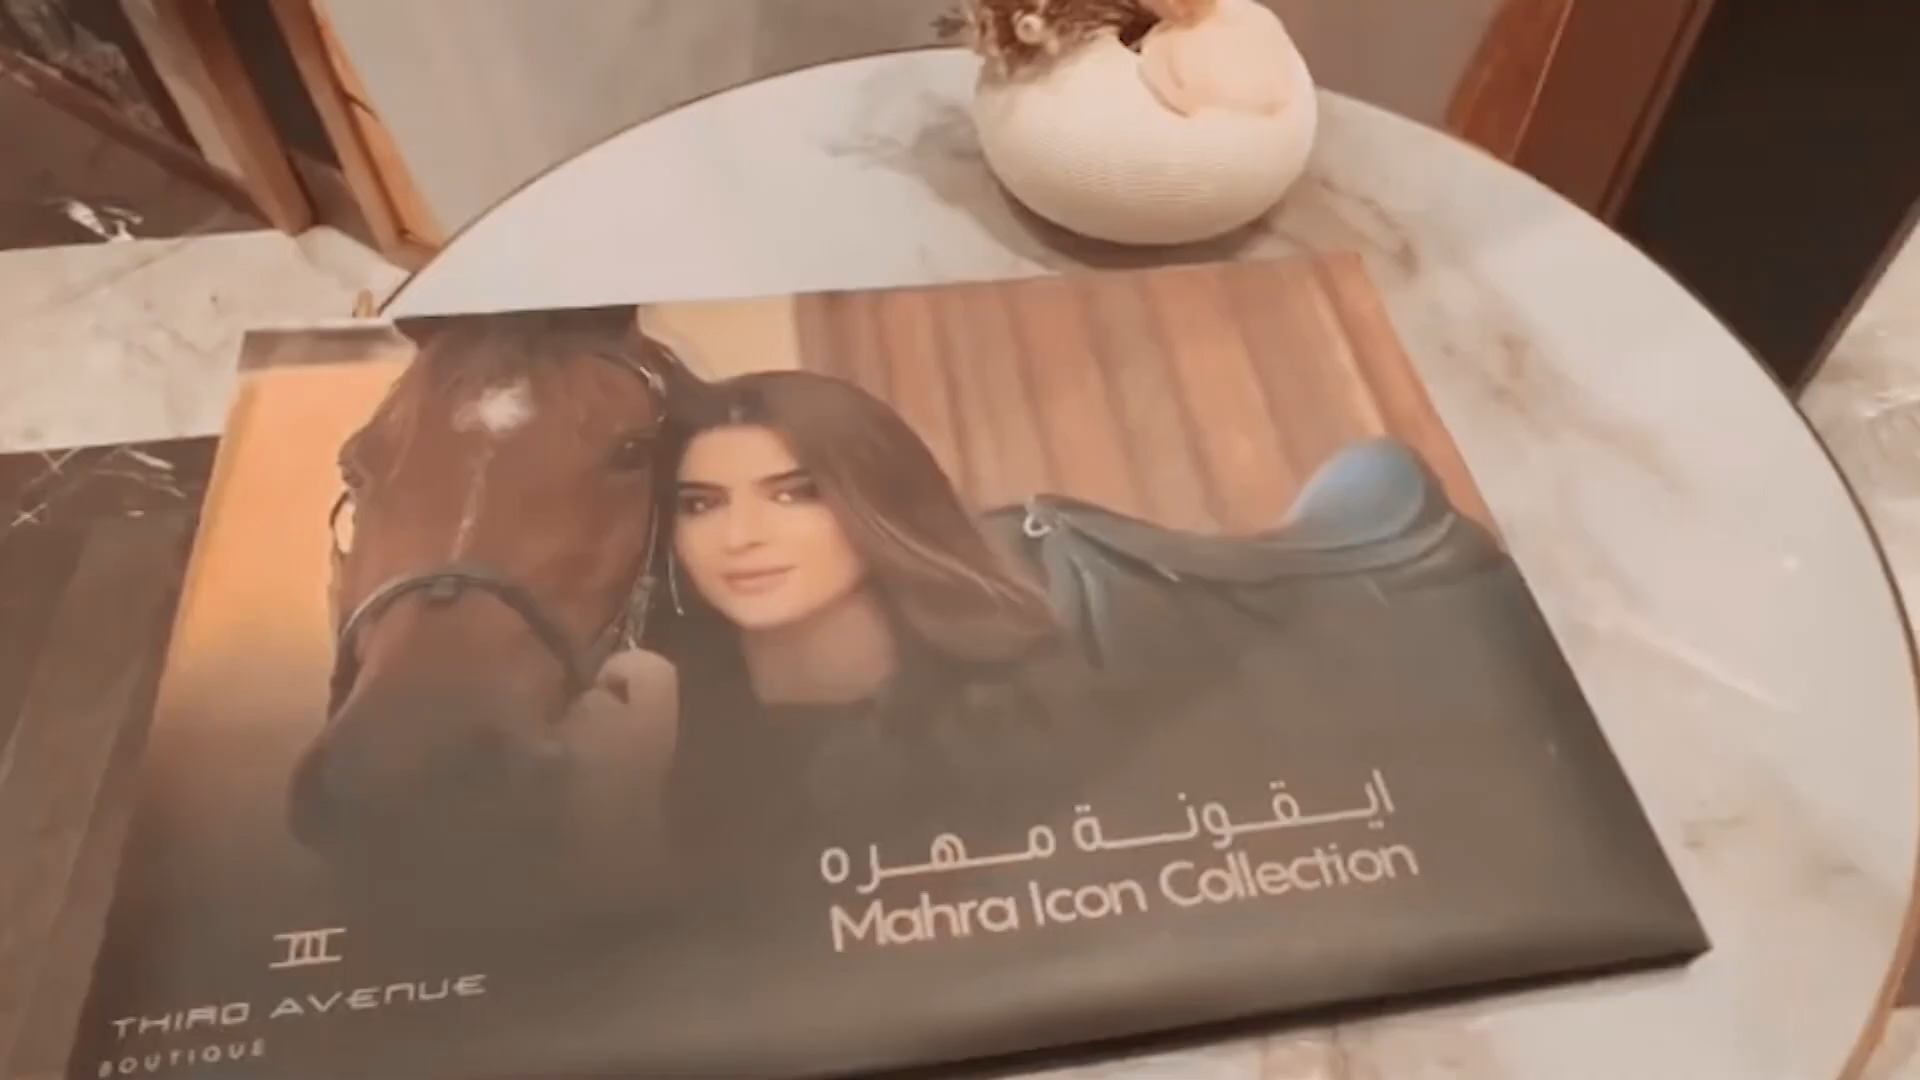 ايقونة مهره
Mahra Icon Collection
III
THIRD AVENUE
BOUTIQUE